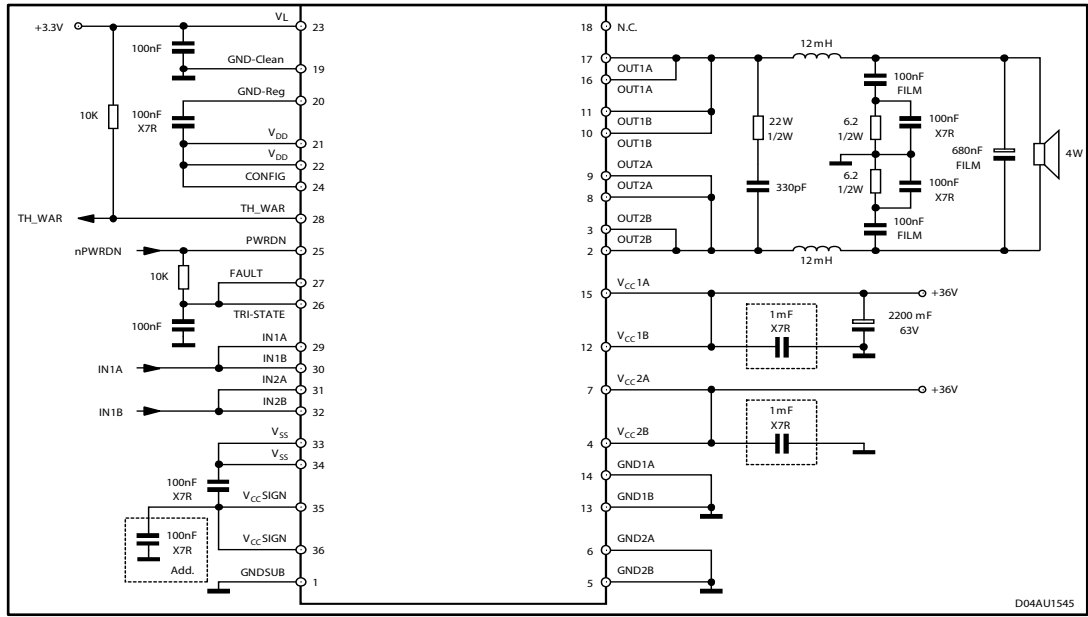 +3.3V
VL
23
100nF
GND-Clean
19
GND-Reg
20
10K
100nF
X7R
VDD
21
VDD
22
CONFIG
24
TH_WAR
TH_WAR
28
nPWRDN
PWRDN
25
10K
FAULT
27
TRI-STATE
26
100nF
IN1A
29
IN1A
IN1B
30
IN2A
31
IN1B
IN2B
32
VSS
33
VSS
34
100nF
X7R
VCCSIGN
35
100nF
X7R
Add.
VCCSIGN
36
GNDSUB
1
18 N.C.
17
OUT1A
16
OUT1A
11
OUT1B
10
OUT1B
OUT2A
9
OUT2A
8
OUT2B
3
OUT2B
2
12mH
22W
1/2W
330pF
12mH
100nF
FILM
6.2
1/2W
100nF
X7R
6.2
1/2W
100nF
X7R
100nF
FILM
680nF
FILM
4W
VCC1A
15
+36V
1mF
X7R
2200 mF
63V
VCC1B
12
VCC2A
7
+36V
1mF
X7R
VCC2B
4
GND1A
14
GND1B
13
GND2A
6
GND2B
5
D04AU1545